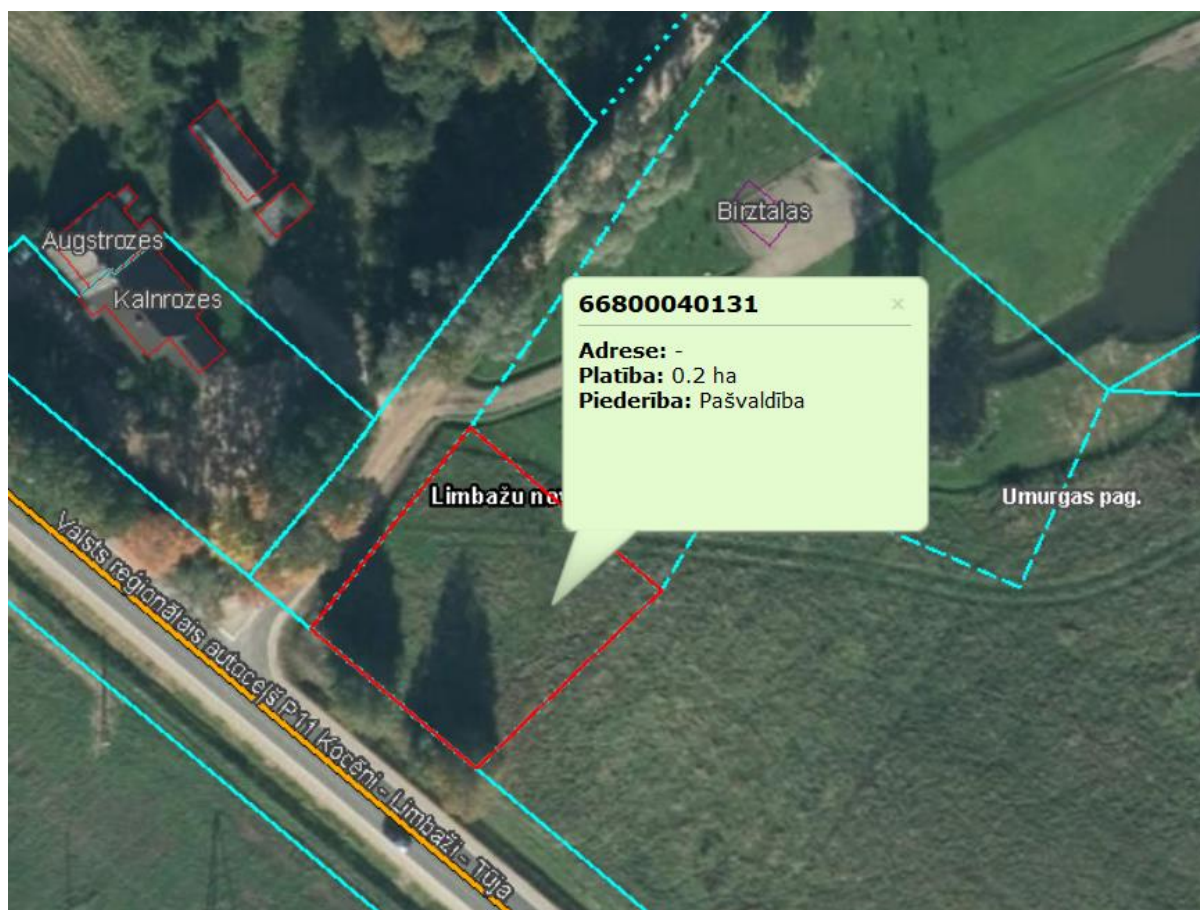 Birztalas
Augstrozes
Kalnrozes
66800040131
×
Adrese: -
Platība: 0.2 ha
Piederība: Pašvaldība
Limbažu nov
Umurgas pag.
Valsts reģionālais autoceļš P11 Kocēni - Limbaži - Tūja